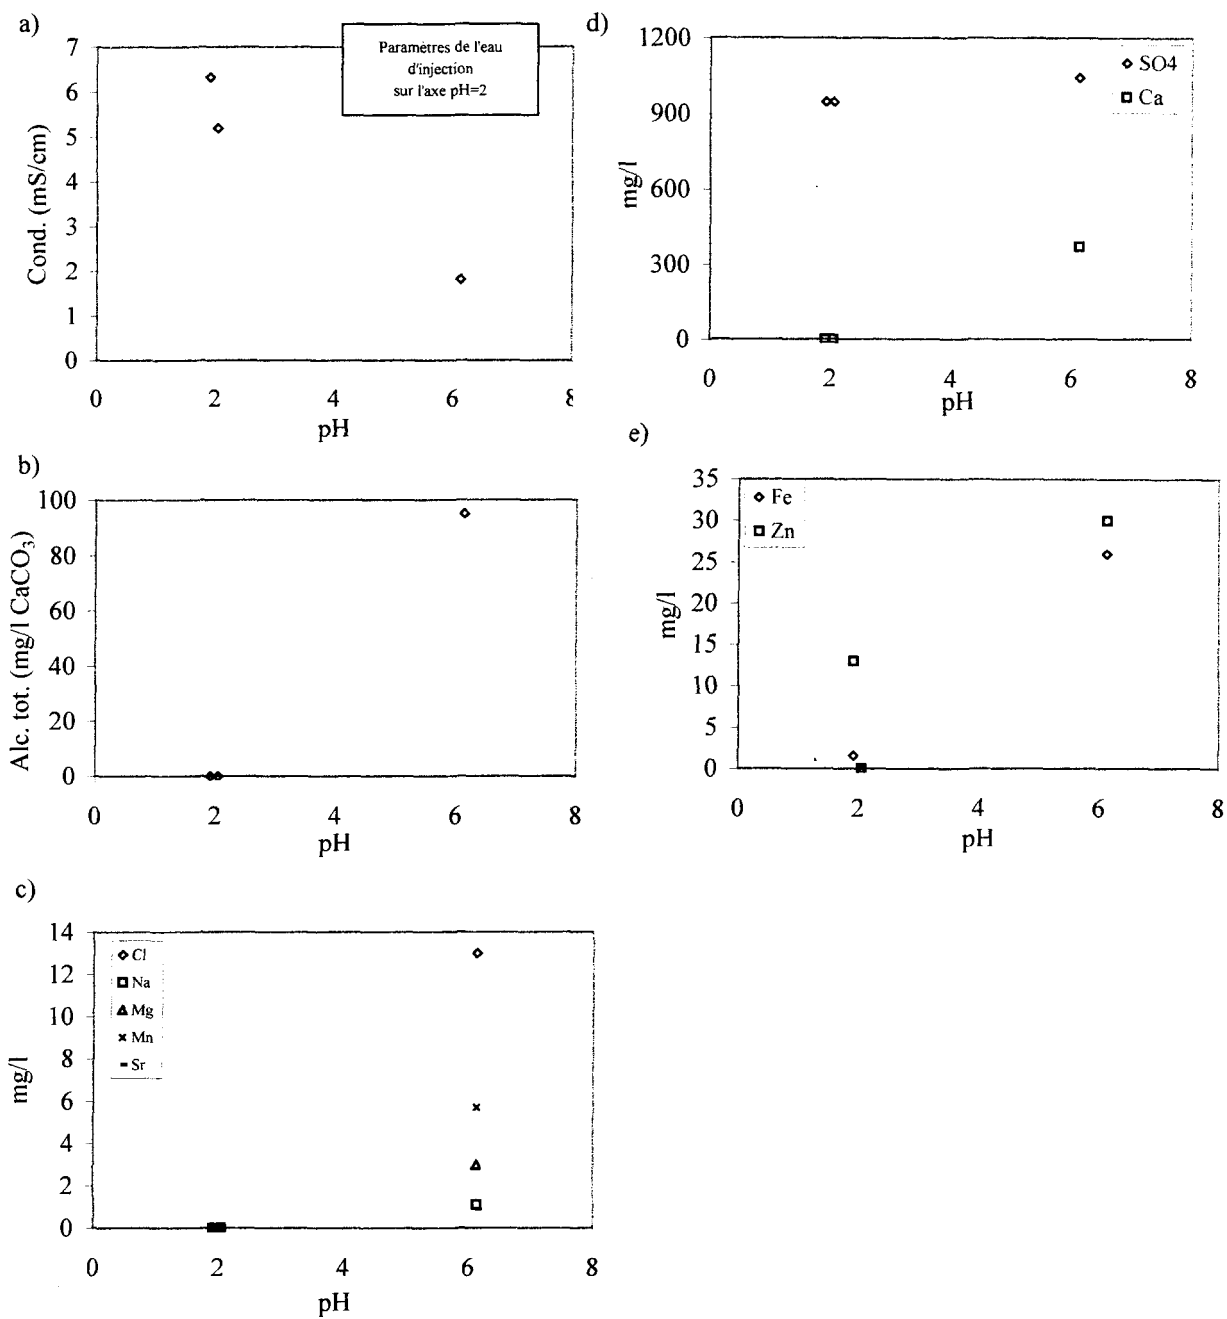 a)
7
6
5
4
3
2
1
0
Cond. (mS/cm)
Paramètres de l'eau
d'injection
sur l'axe pH=2
0 2 4 6 8
pH
b)
100
80
60
40
20
0
Alc. tot. (mg/l CaCO3)
0 2 4 6 8
pH
c)
14
12
10
8
6
4
2
0
mg/l
Cl
Na
Mg
Mn
Sr
0 2 4 6 8
pH
d)
1200
900
600
300
0
mg/l
SO4
Ca
0 2 4 6 8
pH
e)
35
30
25
20
15
10
5
0
mg/l
Fe
Zn
0 2 4 6 8
pH